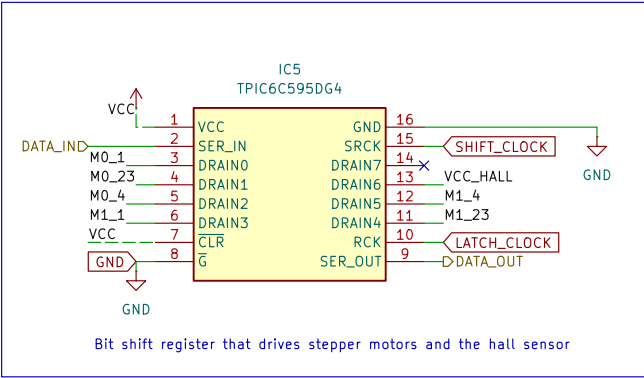 IC5
TPIC6C595DG4
VCC
1 VCC GND 16
DATA_IN 2 SER_IN SRCK 15 SHIFT_CLOCK
M0_1 3 DRAIN0 DRAIN7 14
M0_23 4 DRAIN1 DRAIN6 13 VCC_HALL
M0_4 5 DRAIN2 DRAIN5 12 M1_4
M1_1 6 DRAIN3 DRAIN4 11 M1_23
VCC 7 CLR RCK 10 LATCH_CLOCK
GND 8 G SER_OUT 9 DATA_OUT
GND
GND
Bit shift register that drives stepper motors and the hall sensor